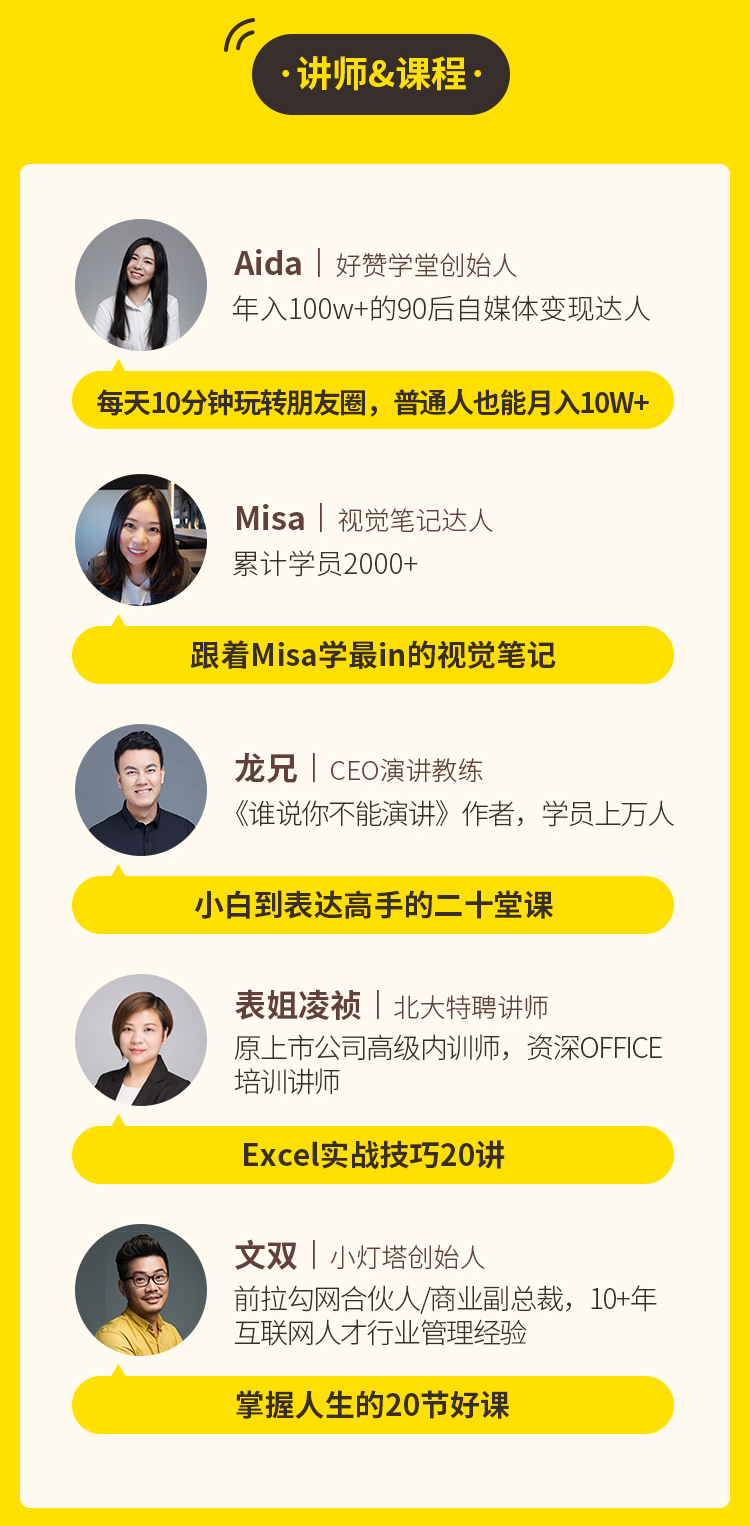 ·讲师&课程·
Aida｜好赞学堂创始人
年入100w+的90后自媒体变现达人
每天10分钟玩转朋友圈，普通人也能月入10W+
Misa｜视觉笔记达人
累计学员2000+
跟着Misa学最in的视觉笔记
龙兄｜CEO演讲教练
《谁说你不能演讲》作者，学员上万人
小白到表达高手的二十堂课
表姐凌祯｜北大特聘讲师
原上市公司高级内训师，资深OFFICE
培训讲师
Excel实战技巧20讲
文双｜小灯塔创始人
前拉勾网合伙人/商业副总裁，10+年
互联网人才行业管理经验
掌握人生的20节好课